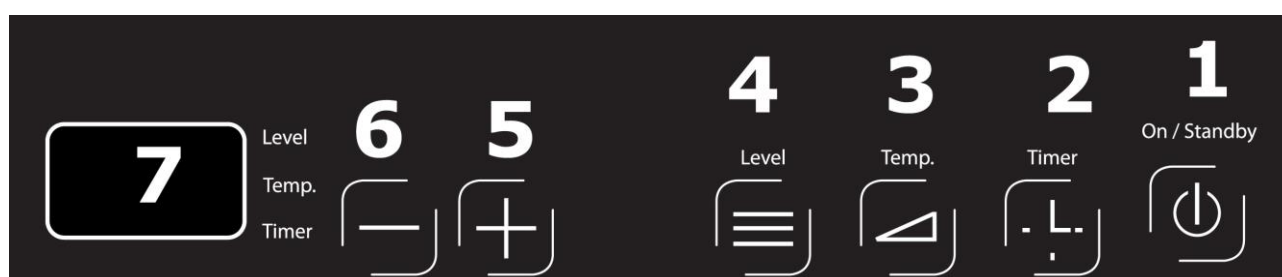 7
Level
Temp.
Timer
6
5
4
Level
3
Temp.
2
Timer
1
On / Standby